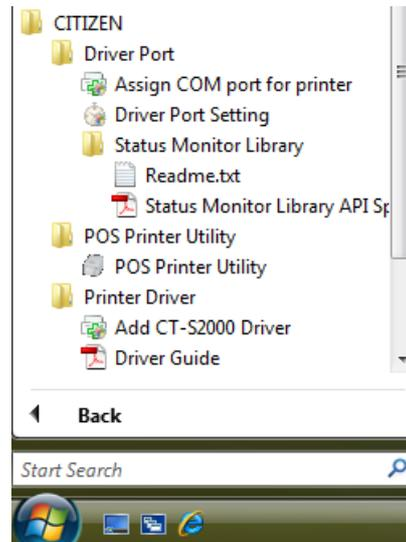 CITIZEN
Driver Port
Assign COM port for printer
Driver Port Setting
Status Monitor Library
Readme.txt
Status Monitor Library API Sp
POS Printer Utility
POS Printer Utility
Printer Driver
Add CT-S2000 Driver
Driver Guide
Back
Start Search